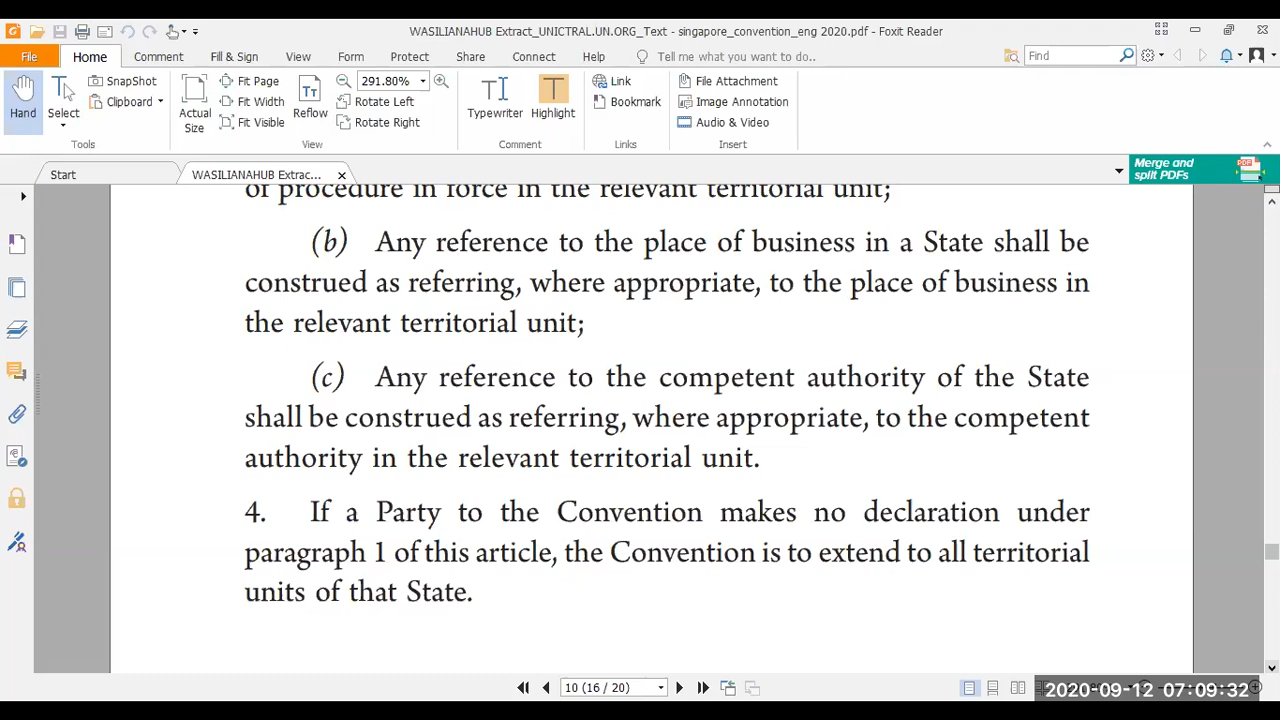 WASILIANAHUB Extract_UNICTRAL.UN.ORG_Text - singapore_convention_eng 2020.pdf - Foxit Reader
File Home Comment Fill & Sign View Form Protect Share Connect Help Tell me what you want to do.. Find
Hand
Select
SnapShot
Clipboard
Tools
Actual Size
Fit Page
Fit Width
Fit Visible
Reflow
291.80%
Rotate Left
Rotate Right
View
Typewriter
Highlight
Comment
Link
Bookmark
Links
File Attachment
Image Annotation
Audio & Video
Insert
Start
WASILIANAHUB Extrac...
Merge and
split PDFs
of procedure in force in the relevant territorial unit;
(b) Any reference to the place of business in a State shall be
construed as referring, where appropriate, to the place of business in
the relevant territorial unit;
(c) Any reference to the competent authority of the State
shall be construed as referring, where appropriate, to the competent
authority in the relevant territorial unit.
4. If a Party to the Convention makes no declaration under
paragraph 1 of this article, the Convention is to extend to all territorial
units of that State.
10 (16 / 20)
2020-09-12 07:09:32